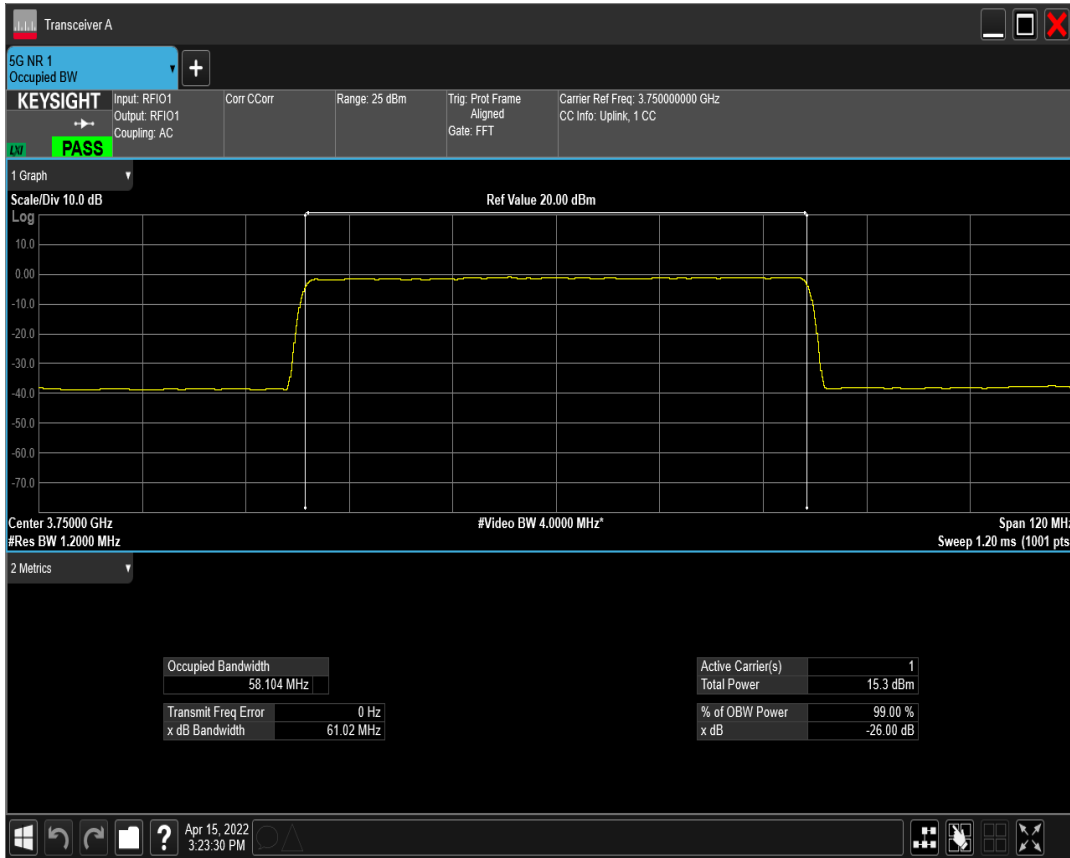 Transceiver A
5G NR 1
Occupied BW
+
KEYSIGHT
LXI
PASS
Input: RFIO1
Output: RFIO1
Coupling: AC
Corr CCorr
Range: 25 dBm
Trig: Prot Frame
Aligned
Gate: FFT
Carrier Ref Freq: 3.750000000 GHz
CC Info: Uplink, 1 CC
1 Graph
Scale/Div 10.0 dB
Ref Value 20.00 dBm
Log
10.0
0.00
-10.0
-20.0
-30.0
-40.0
-50.0
-60.0
-70.0
Center 3.75000 GHz
#Video BW 4.0000 MHz*
Span 120 MHz
#Res BW 1.2000 MHz
Sweep 1.20 ms (1001 pts
2 Metrics
Occupied Bandwidth
58.104 MHz
Transmit Freq Error 0 Hz
x dB Bandwidth 61.02 MHz
Active Carrier(s) 1
Total Power 15.3 dBm
% of OBW Power 99.00 %
x dB -26.00 dB
?
Apr 15, 2022
3:23:30 PM